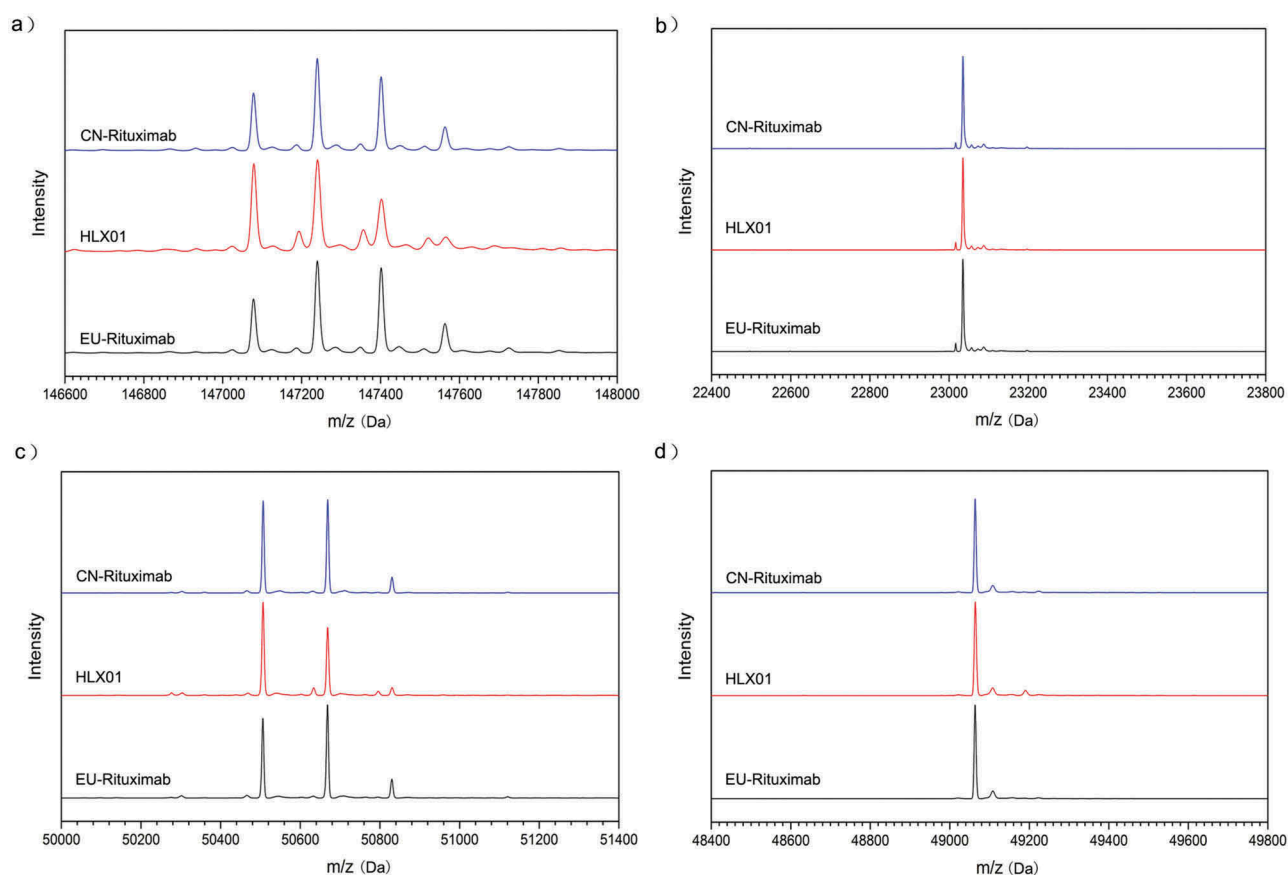 a）
CN-Rituximab
HLX01
EU-Rituximab
Intensity
146600 146800 147000 147200 147400 147600 147800 148000
m/z (Da)
b）
CN-Rituximab
HLX01
EU-Rituximab
Intensity
22400 22600 22800 23000 23200 23400 23600 23800
m/z (Da)
c）
CN-Rituximab
HLX01
EU-Rituximab
Intensity
50000 50200 50400 50600 50800 51000 51200 51400
m/z (Da)
d）
CN-Rituximab
HLX01
EU-Rituximab
Intensity
48400 48600 48800 49000 49200 49400 49600 49800
m/z (Da)